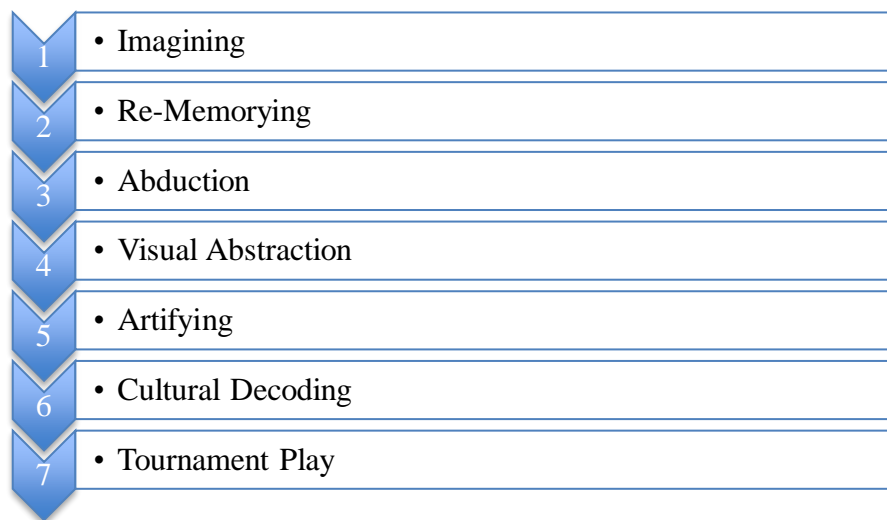 1 • Imagining
2 • Re-Memorying
3 • Abduction
4 • Visual Abstraction
5 • Artifying
6 • Cultural Decoding
7 • Tournament Play